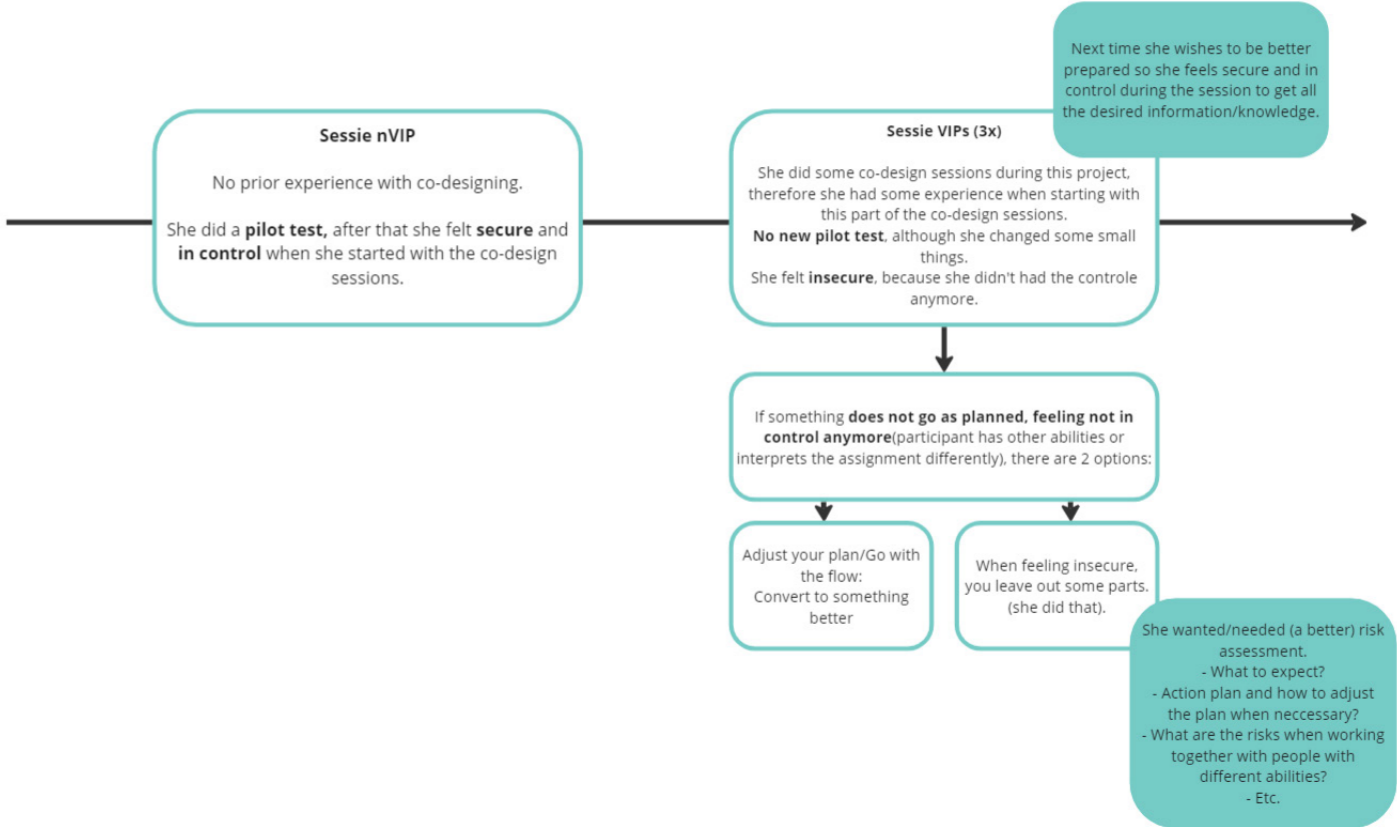 Next time she wishes to be better
prepared so she feels secure and in
control during the session to get all
the desired information/knowledge.
Sessie nVIP
No prior experience with co-designing.
She did a pilot test, after that she felt secure and
in control when she started with the co-design
sessions.
Sessie VIPs (3x)
She did some co-design sessions during this project,
therefore she had some experience when starting with
this part of the co-design sessions.
No new pilot test, although she changed some small
things.
She felt insecure, because she didn't had the controle
anymore.
If something does not go as planned, feeling not in
control anymore(participant has other abilities or
interprets the assignment differently), there are 2 options:
Adjust your plan/Go with
the flow:
Convert to something
better
When feeling insecure,
you leave out some parts.
(she did that).
She wanted/needed (a better) risk
assessment.
- What to expect?
- Action plan and how to adjust
the plan when neccessary?
- What are the risks when working
together with people with
different abilities?
- Etc.